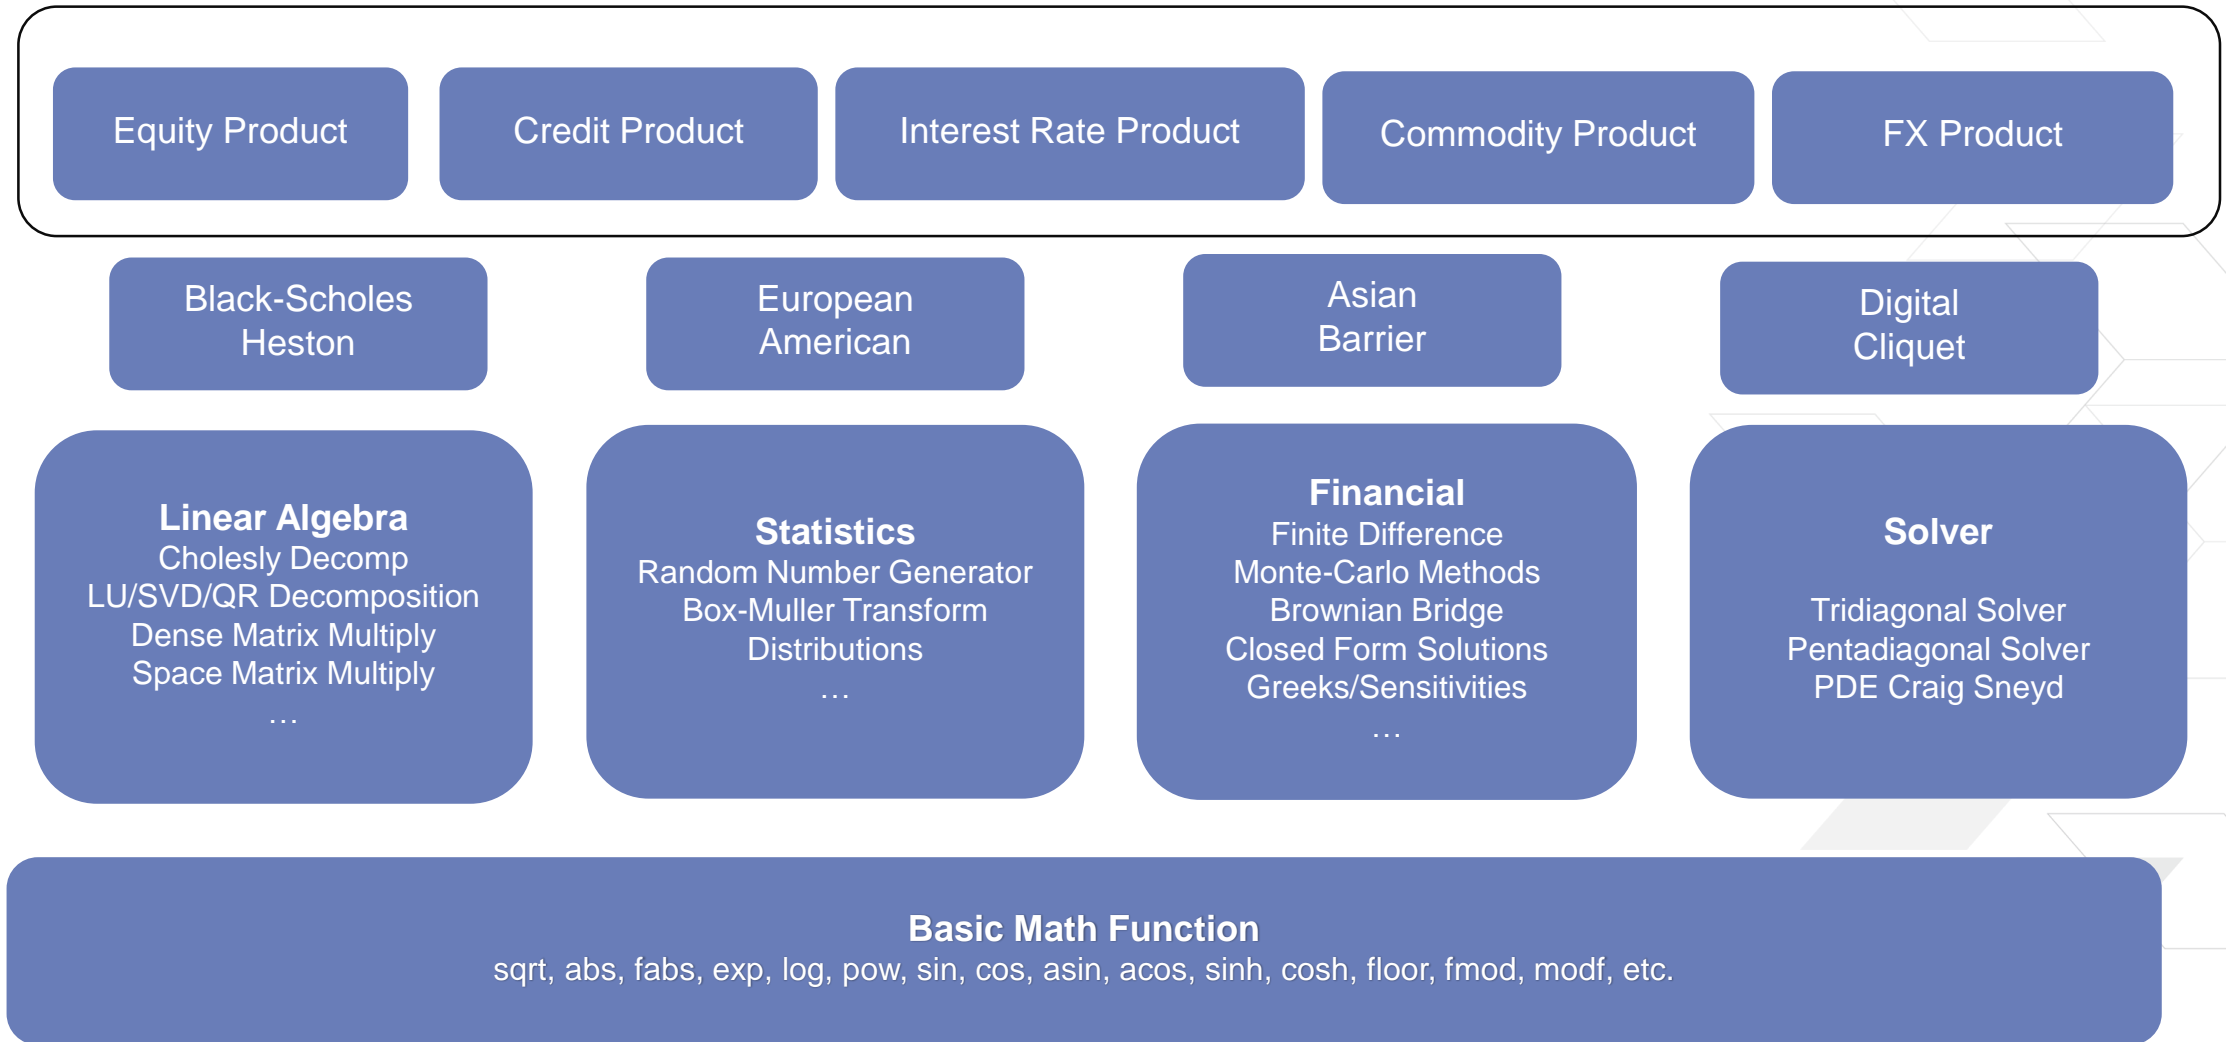 Equity Product
Credit Product
Interest Rate Product
Commodity Product
FX Product
Black-Scholes
Heston
European
American
Asian
Barrier
Digital
Cliquet
Linear Algebra
Cholesly Decomp
LU/SVD/QR Decomposition
Dense Matrix Multiply
Space Matrix Multiply
…
Statistics
Random Number Generator
Box-Muller Transform
Distributions
…
Financial
Finite Difference
Monte-Carlo Methods
Brownian Bridge
Closed Form Solutions
Greeks/Sensitivities
…
Solver
Tridiagonal Solver
Pentadiagonal Solver
PDE Craig Sneyd
Basic Math Function
sqrt, abs, fabs, exp, log, pow, sin, cos, asin, acos, sinh, cosh, floor, fmod, modf, etc.